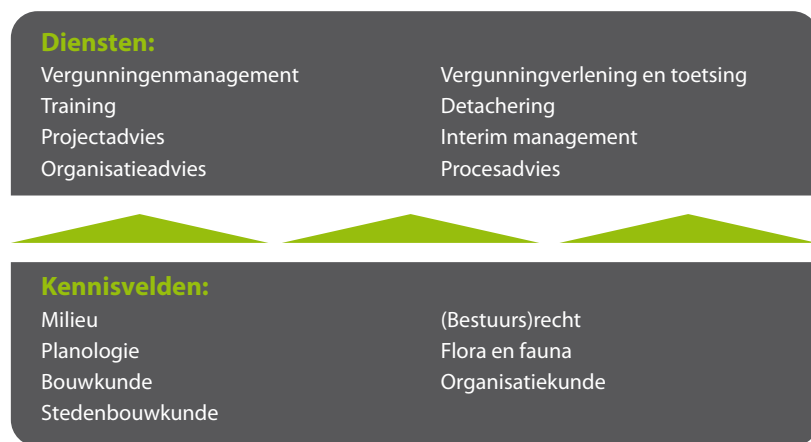 Diensten:
Vergunningenmanagement
Training
Projectadvies
Organisatieadvies
Vergunningverlening en toetsing
Detachering
Interim management
Procesadvies
Kennisvelden:
Milieu
Planologie
Bouwkunde
Stedenbouwkunde
(Bestuurs)recht
Flora en fauna
Organisatiekunde